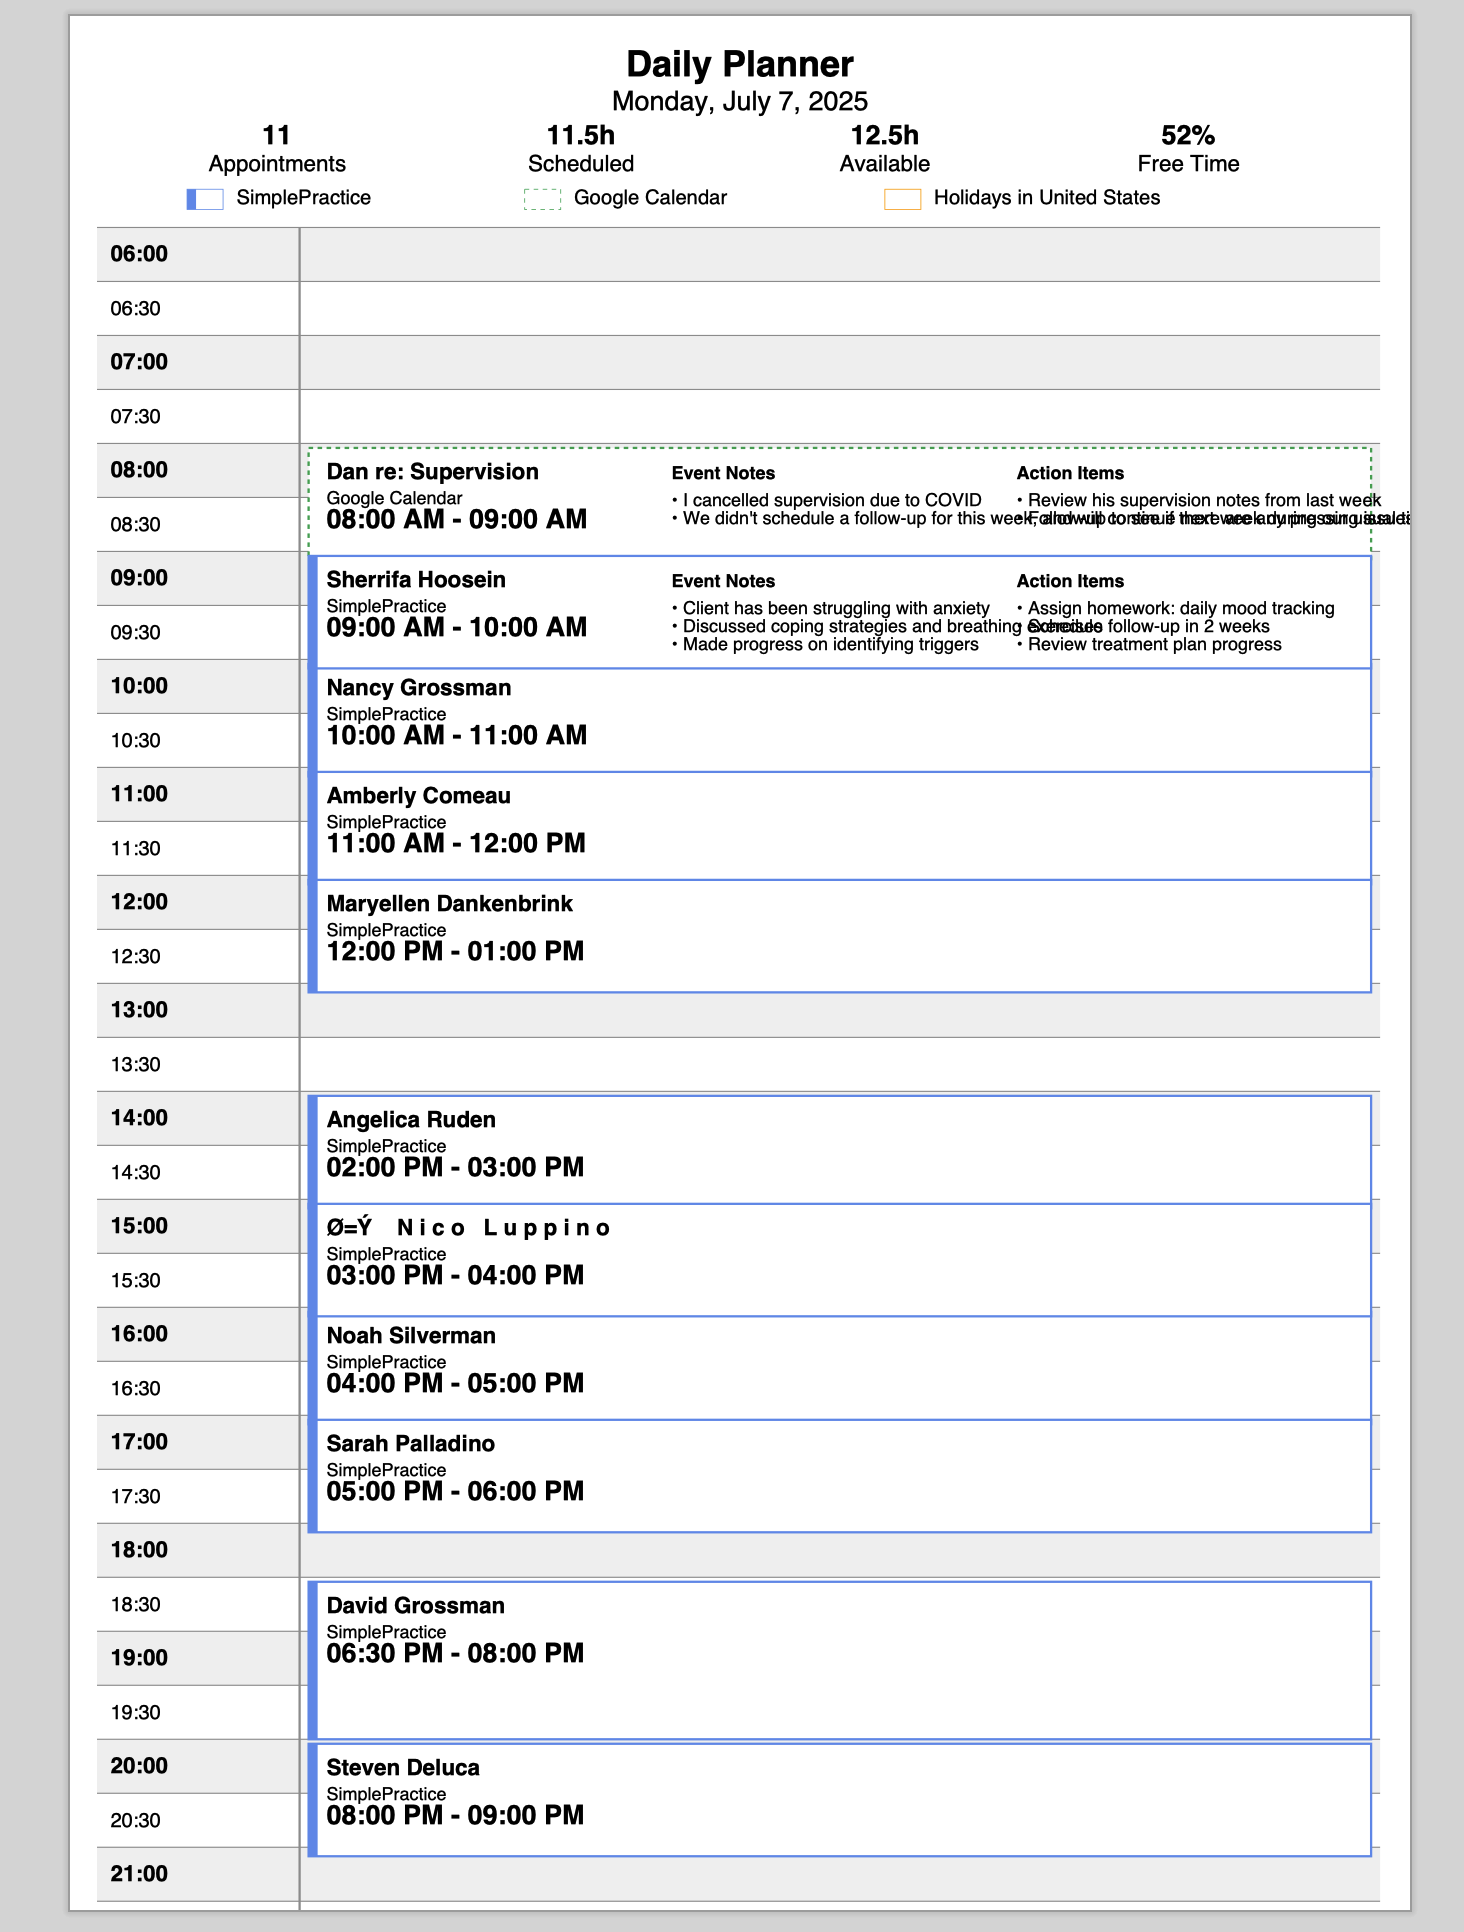 Daily Planner
Monday, July 7, 2025
11 11.5h 12.5h 52%
Appointments Scheduled Available Free Time
SimplePractice Google Calendar Holidays in United States
06:00
06:30
07:00
07:30
08:00
Dan re: Supervision Event Notes Action Items
Google Calendar • I cancelled supervision due to COVID • Review his supervision notes from last week
08:30
08:00 AM - 09:00 AM • We didn't schedule a follow-up for this week, and will continue next week during our usual
09:00
Sherrifa Hoosein Event Notes Action Items
SimplePractice • Client has been struggling with anxiety • Assign homework: daily mood tracking
09:30
09:00 AM - 10:00 AM • Discussed coping strategies and breathing exercises • Schedule follow-up in 2 weeks
• Made progress on identifying triggers • Review treatment plan progress
10:00
Nancy Grossman
SimplePractice
10:30
10:00 AM - 11:00 AM
11:00
Amberly Comeau
SimplePractice
11:30
11:00 AM - 12:00 PM
12:00
Maryellen Dankenbrink
SimplePractice
12:30
12:00 PM - 01:00 PM
13:00
13:30
14:00
Angelica Ruden
SimplePractice
14:30
02:00 PM - 03:00 PM
15:00
Ø=Ý Nico Luppino
SimplePractice
15:30
03:00 PM - 04:00 PM
16:00
Noah Silverman
SimplePractice
16:30
04:00 PM - 05:00 PM
17:00
Sarah Palladino
SimplePractice
17:30
05:00 PM - 06:00 PM
18:00
18:30
David Grossman
SimplePractice
06:30 PM - 08:00 PM
19:00
19:30
20:00
Steven Deluca
SimplePractice
20:30
08:00 PM - 09:00 PM
21:00